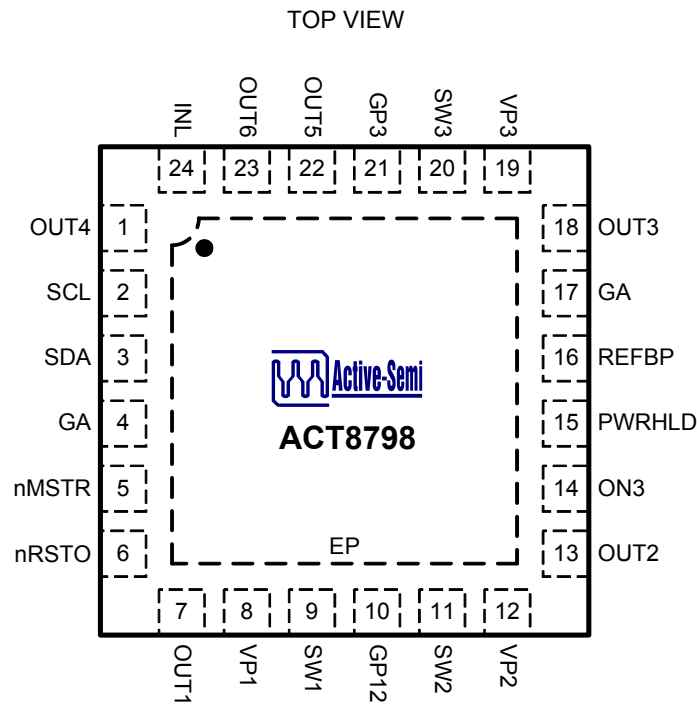 TOP VIEW
INL OUT6 OUT5 GP3 SW3 VP3
24 23 22 21 20 19
OUT4 1 18 OUT3
SCL 2 17 GA
SDA 3 16 REFBP
GA 4 15 PWRHLD
nMSTR 5 14 ON3
nRSTO 6 13 OUT2
Active-Semi
ACT8798
EP
7 8 9 10 11 12
OUT1 VP1 SW1 GP12 SW2 VP2